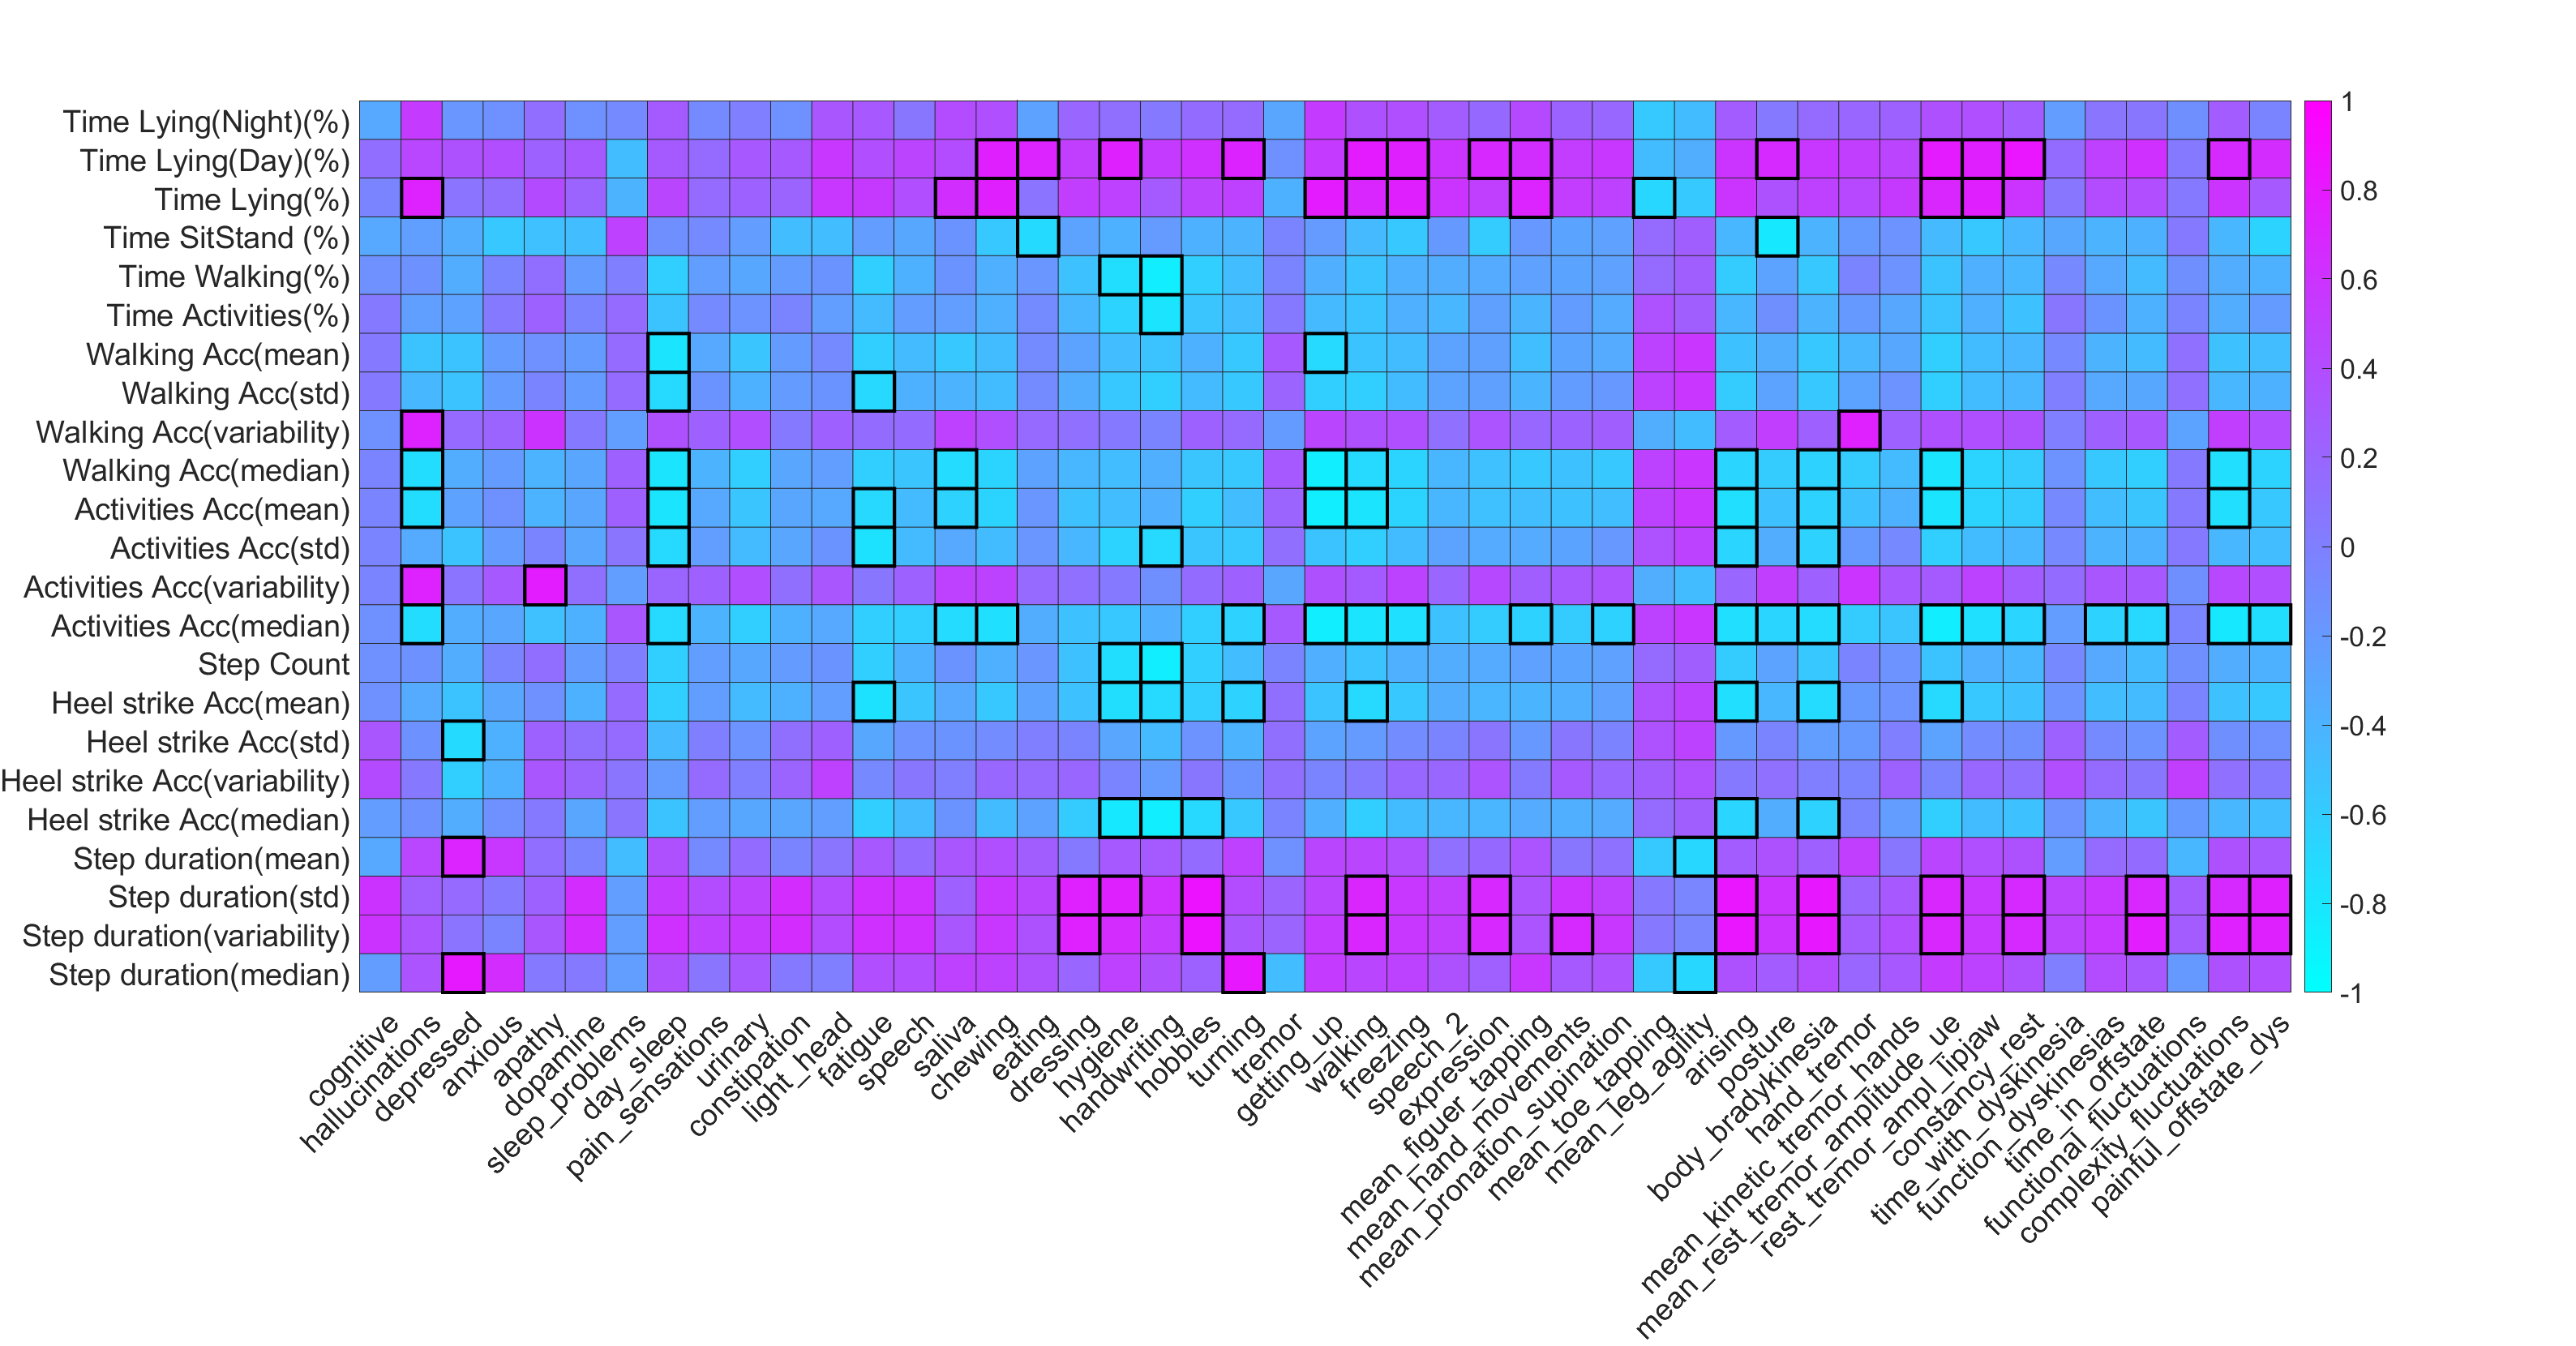 Time Lying(Night)(%)
Time Lying(Day)(%)
Time Lying(%)
Time SitStand (%)
Time Walking(%)
Time Activities(%)
Walking Acc(mean)
Walking Acc(std)
Walking Acc(variability)
Walking Acc(median)
Activities Acc(mean)
Activities Acc(std)
Activities Acc(variability)
Activities Acc(median)
Step Count
Heel strike Acc(mean)
Heel strike Acc(std)
Heel strike Acc(variability)
Heel strike Acc(median)
Step duration(mean)
Step duration(std)
Step duration(variability)
Step duration(median)
cognitive
hallucinations
depressed
anxious
apathy
dopamine
sleep_problems
day_sleep
pain_sensations
urinary
constipation
light_head
fatigue
speech
saliva
chewing
eating
dressing
hygiene
handwriting
hobbies
turning
tremor
getting_up
walking
freezing
speech_2
expression
mean_figuer_tapping
mean_hand_movements
mean_pronation_supination
mean_toe_tapping
mean_leg_agility
arising
posture
body_bradykinesia
hand_tremor
mean_kinetic_tremor_hands
mean_rest_tremor_amplitude_ue
rest_tremor_ampl_lipjaw
constancy_rest
time_with_dyskinesia
function_dyskinesias
time_in_offstate
functional_fluctuations
complexity_fluctuations
painful_offstate_dys
1
0.8
0.6
0.4
0.2
0
-0.2
-0.4
-0.6
-0.8
-1